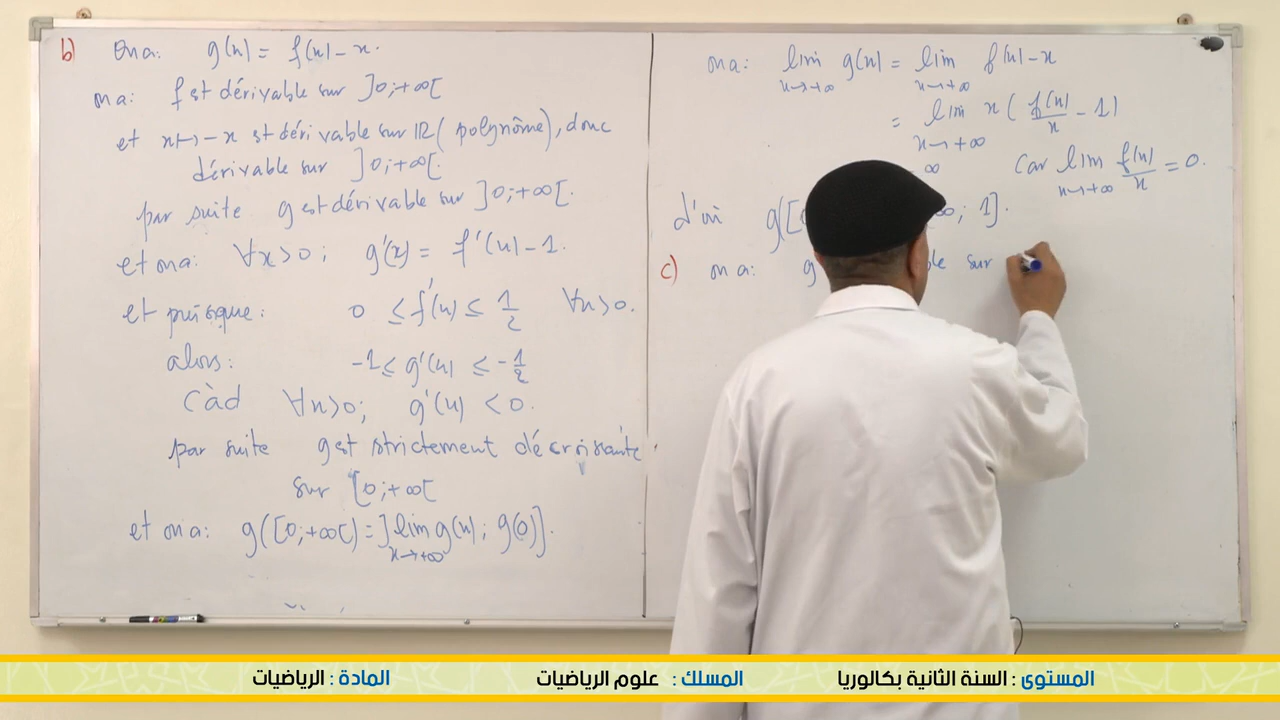 b) On a: g(x) = f(x) - x.
on a: f est dérivable sur ]0;+∞[
et x↦-x est dérivable sur IR (polynôme), donc
dérivable sur ]0;+∞[.
par suite g est dérivable sur ]0;+∞[.
et on a: ∀x>0; g'(x) = f'(x) - 1.
et puisque: 0 ≤ f'(x) ≤ 1/2 ∀x>0.
alors: -1 ≤ g'(x) ≤ -1/2
càd ∀x>0; g'(x) < 0.
par suite g est strictement décroissante
sur [0;+∞[
et on a: g([0;+∞[) = ]lim g(x); g(0)].
x→+∞
on a: lim g(x) = lim f(x) - x
x→+∞ x→+∞
= lim x( f(x)/x - 1)
x→+∞
∞ car lim f(x)/x = 0.
x→+∞
d'où g([ ∞; 1].
c) on a: g ble sur
المستوى : السنة الثانية بكالوريا
المسلك : علوم الرياضيات
المادة : الرياضيات